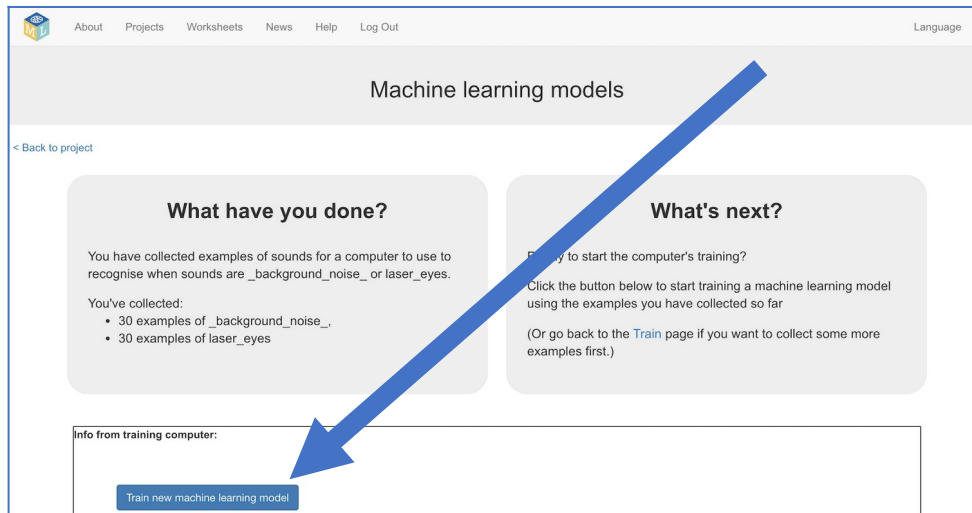 About Projects Worksheets News Help Log Out Language
Machine learning models
< Back to project
What have you done?
You have collected examples of sounds for a computer to use to
recognise when sounds are _background_noise_ or laser_eyes.
You've collected:
• 30 examples of _background_noise_,
• 30 examples of laser_eyes
What's next?
to start the computer's training?
Click the button below to start training a machine learning model
using the examples you have collected so far
(Or go back to the Train page if you want to collect some more
examples first.)
Info from training computer:
Train new machine learning model